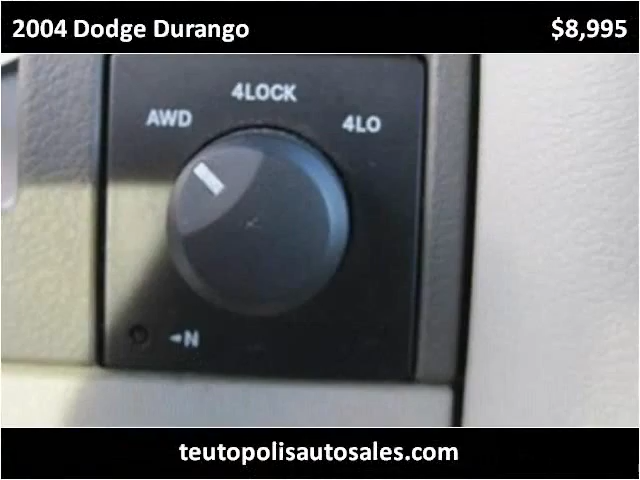 2004 Dodge Durango $8,995
4LOCK
AWD 4LO
◄N
teutopolisautosales.com